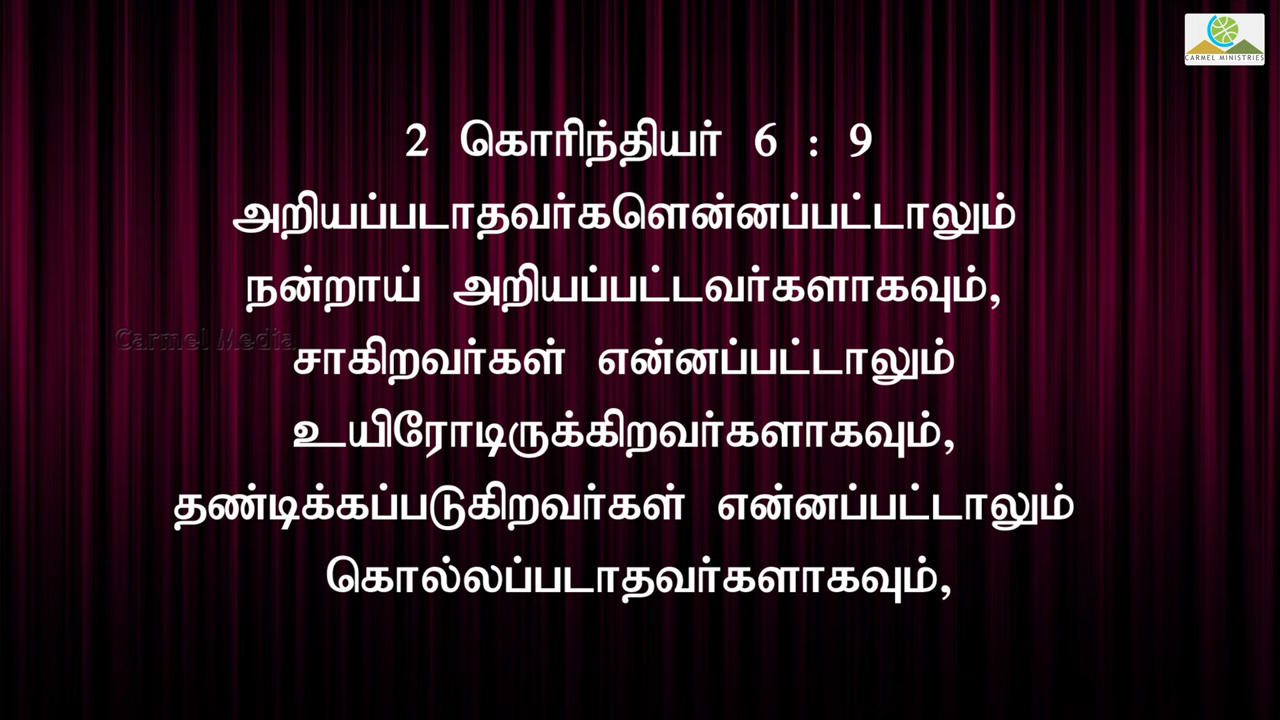 CARMEL MINISTRIES
2 கொரிந்தியர் 6 : 9
அறியப்படாதவர்களென்னப்பட்டாலும்
நன்றாய் அறியப்பட்டவர்களாகவும்,
Carmel Media
சாகிறவர்கள் என்னப்பட்டாலும்
உயிரோடிருக்கிறவர்களாகவும்,
தண்டிக்கப்படுகிறவர்கள் என்னப்பட்டாலும்
கொல்லப்படாதவர்களாகவும்,